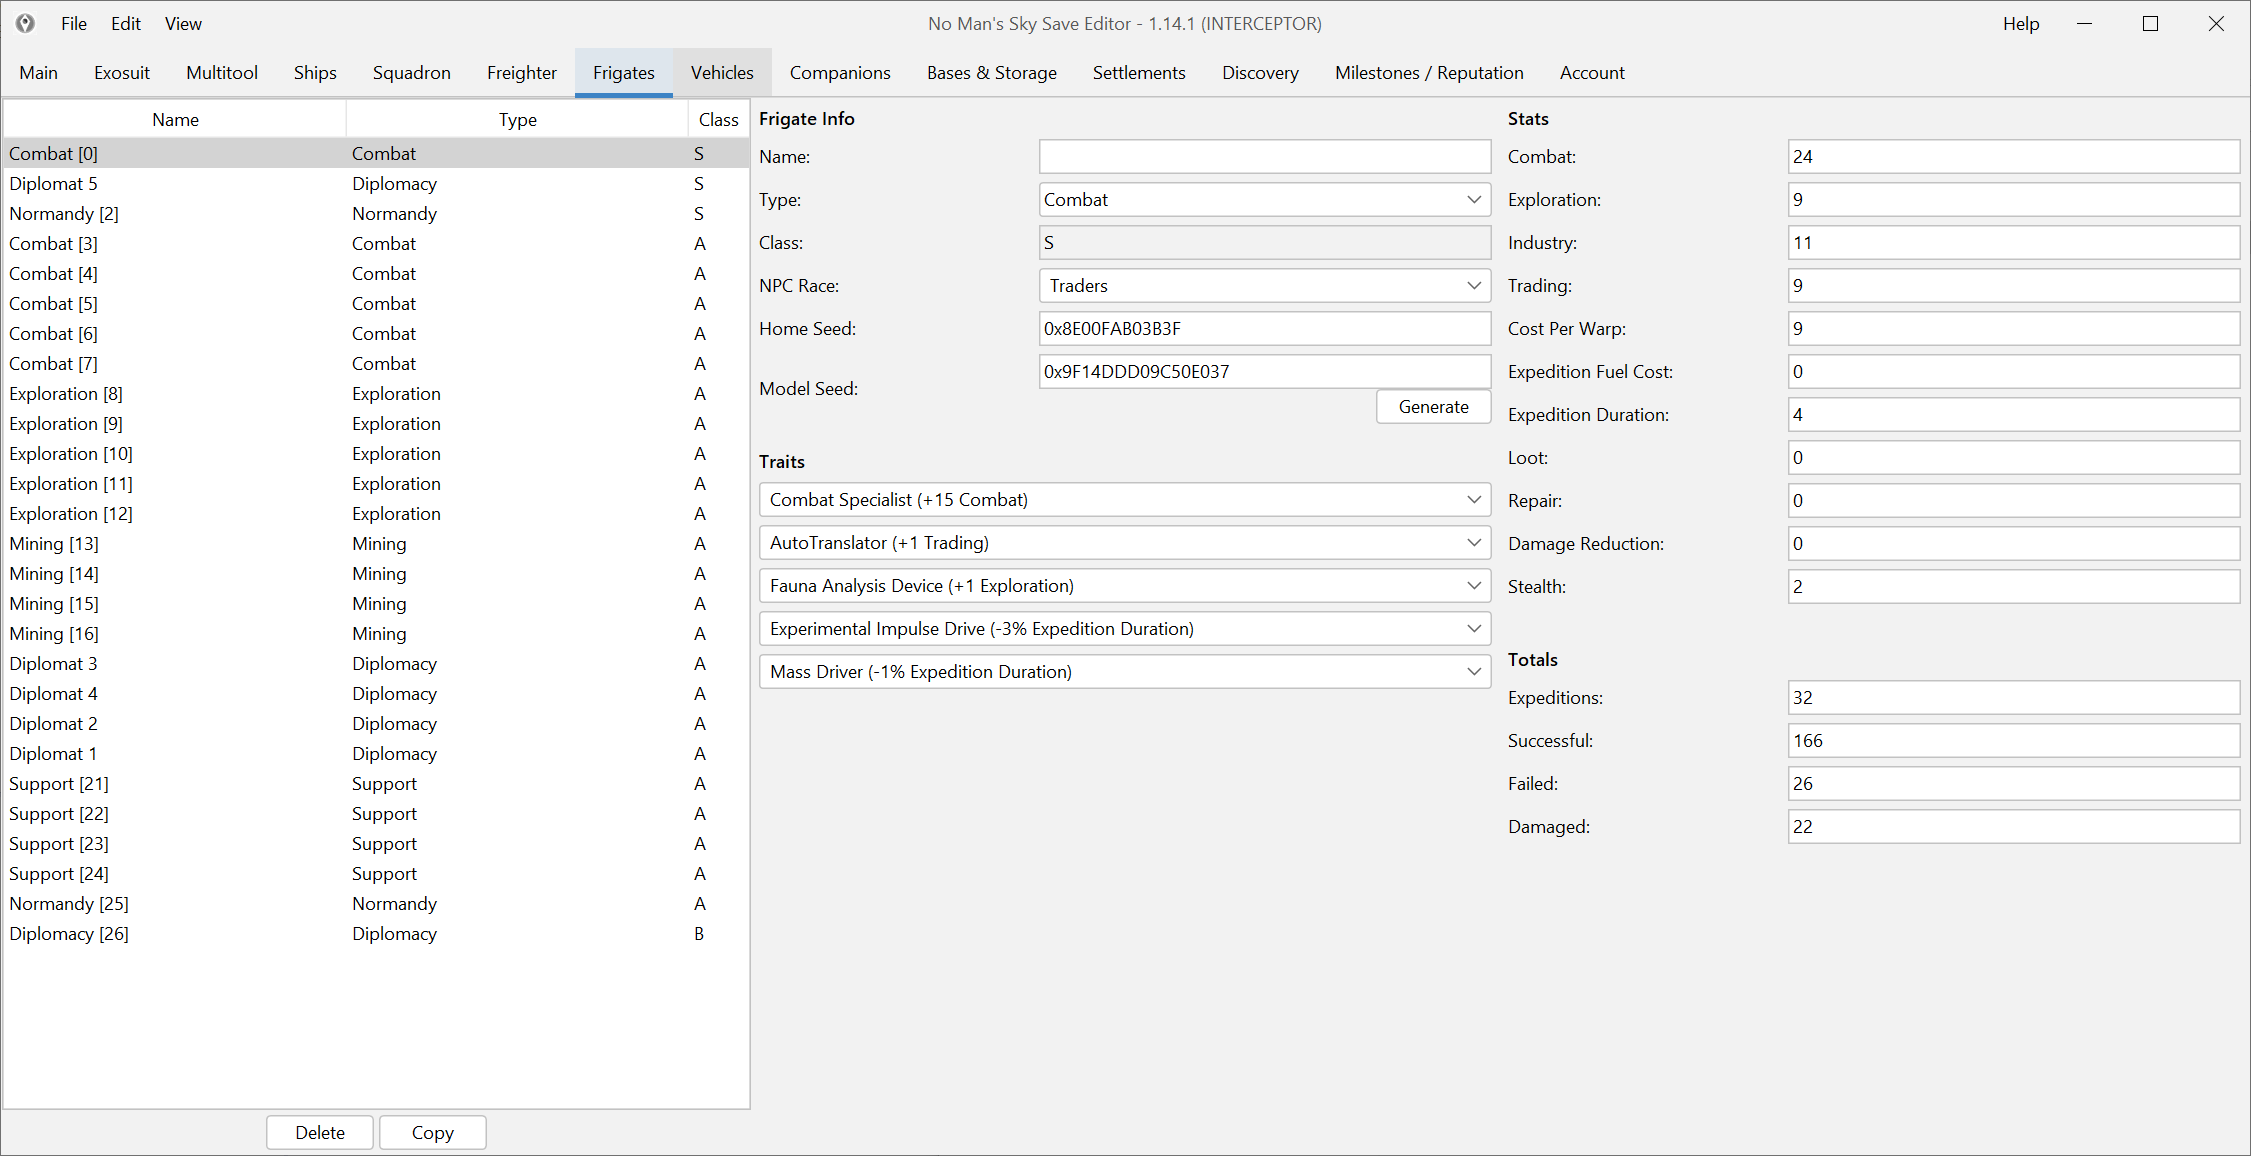 File Edit View No Man's Sky Save Editor - 1.14.1 (INTERCEPTOR) Help
Main Exosuit Multitool Ships Squadron Freighter Frigates Vehicles Companions Bases & Storage Settlements Discovery Milestones / Reputation Account
Name Type Class
Combat [0] Combat S
Diplomat 5 Diplomacy S
Normandy [2] Normandy S
Combat [3] Combat A
Combat [4] Combat A
Combat [5] Combat A
Combat [6] Combat A
Combat [7] Combat A
Exploration [8] Exploration A
Exploration [9] Exploration A
Exploration [10] Exploration A
Exploration [11] Exploration A
Exploration [12] Exploration A
Mining [13] Mining A
Mining [14] Mining A
Mining [15] Mining A
Mining [16] Mining A
Diplomat 3 Diplomacy A
Diplomat 4 Diplomacy A
Diplomat 2 Diplomacy A
Diplomat 1 Diplomacy A
Support [21] Support A
Support [22] Support A
Support [23] Support A
Support [24] Support A
Normandy [25] Normandy A
Diplomacy [26] Diplomacy B
Delete Copy
Frigate Info
Name:
Type: Combat
Class: S
NPC Race: Traders
Home Seed: 0x8E00FAB03B3F
Model Seed: 0x9F14DDD09C50E037
Generate
Traits
Combat Specialist (+15 Combat)
AutoTranslator (+1 Trading)
Fauna Analysis Device (+1 Exploration)
Experimental Impulse Drive (-3% Expedition Duration)
Mass Driver (-1% Expedition Duration)
Stats
Combat: 24
Exploration: 9
Industry: 11
Trading: 9
Cost Per Warp: 9
Expedition Fuel Cost: 0
Expedition Duration: 4
Loot: 0
Repair: 0
Damage Reduction: 0
Stealth: 2
Totals
Expeditions: 32
Successful: 166
Failed: 26
Damaged: 22